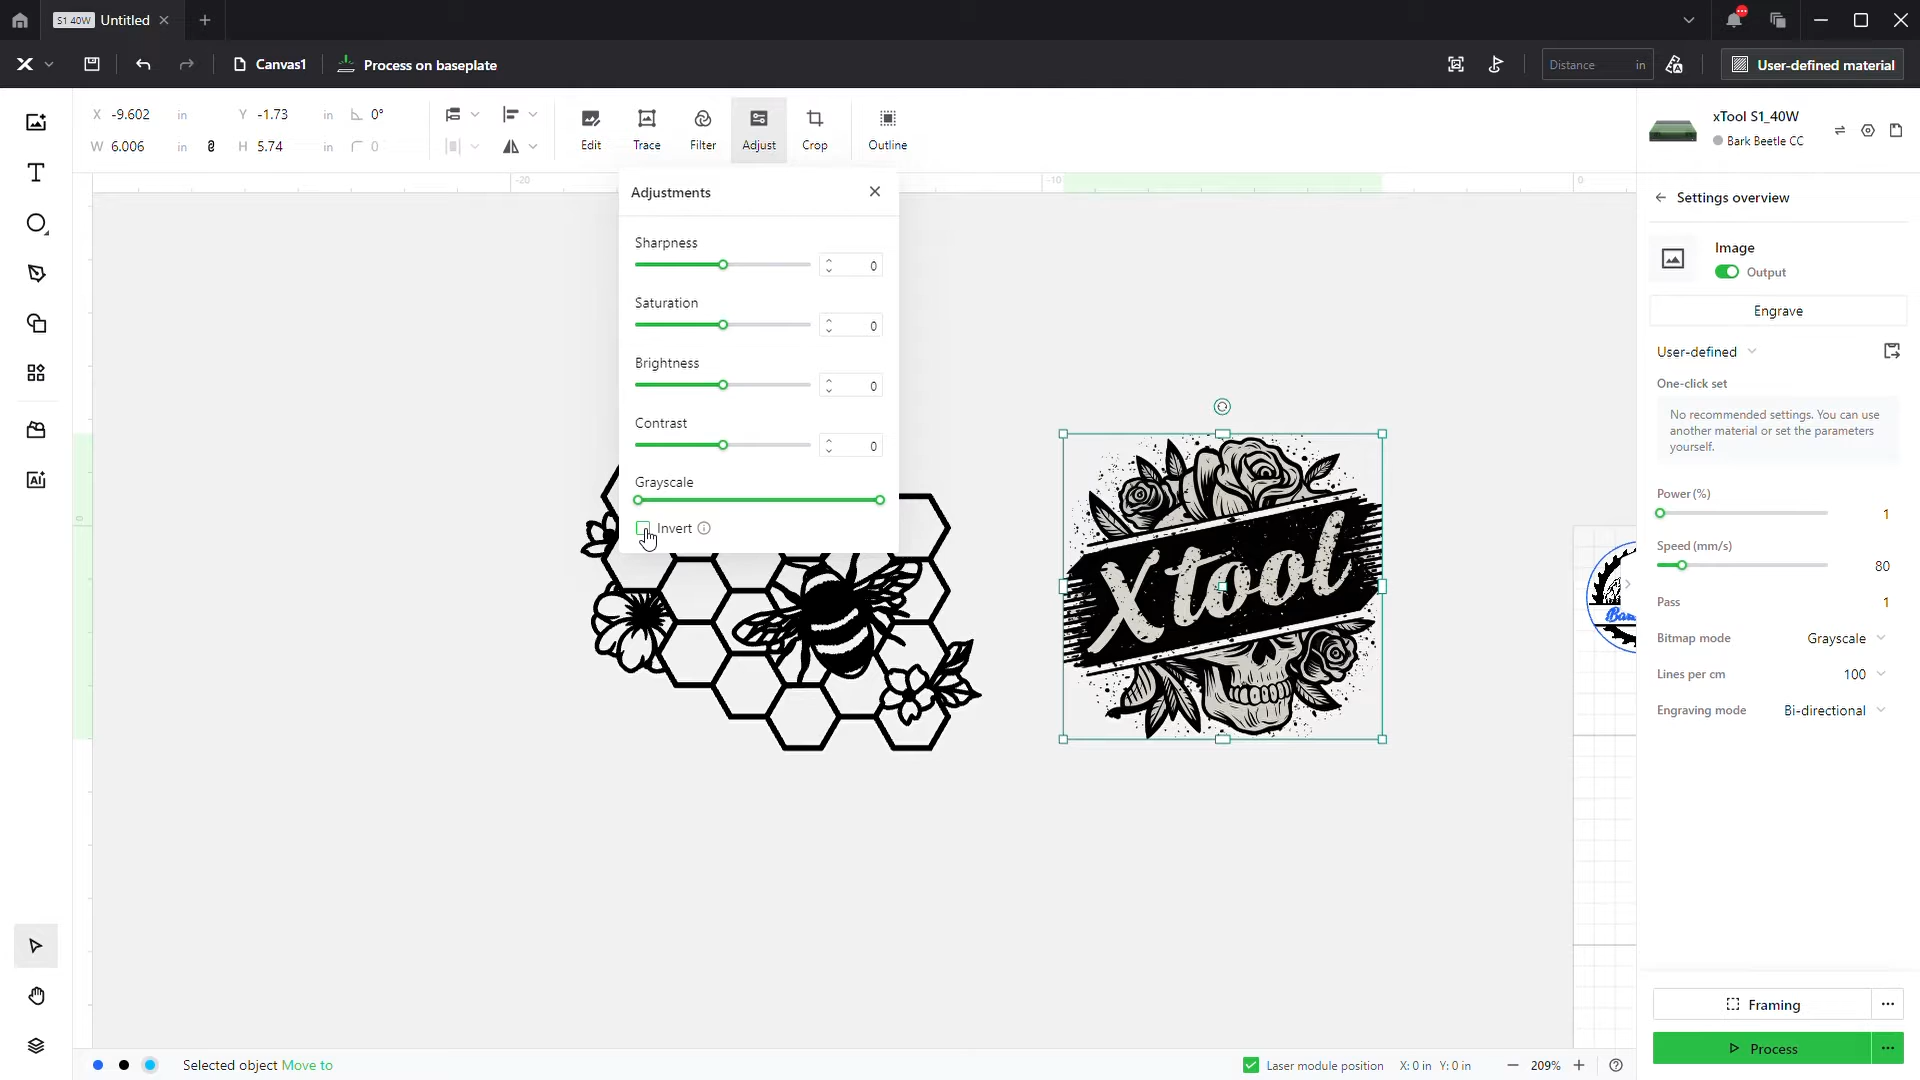 S1 40W Untitled
Canvas1 Process on baseplate Distance in User-defined material
X -9.602 in Y -1.73 in 0°
W 6.006 in H 5.74 in 0
Edit Trace Filter Adjust Crop Outline
xTool S1_40W
Bark Beetle CC
-20 -10 0
Adjustments
Sharpness
0
Saturation
0
Brightness
0
Contrast
0
Grayscale
Invert
Xtool
0
Settings overview
Image
Output
Engrave
User-defined
One-click set
No recommended settings. You can use
another material or set the parameters
yourself.
Power (%)
1
Speed (mm/s)
80
Pass 1
Bitmap mode Grayscale
Lines per cm 100
Engraving mode Bi-directional
Framing
Process
Ai
Selected object Move to Laser module position X: 0 in Y: 0 in 209%